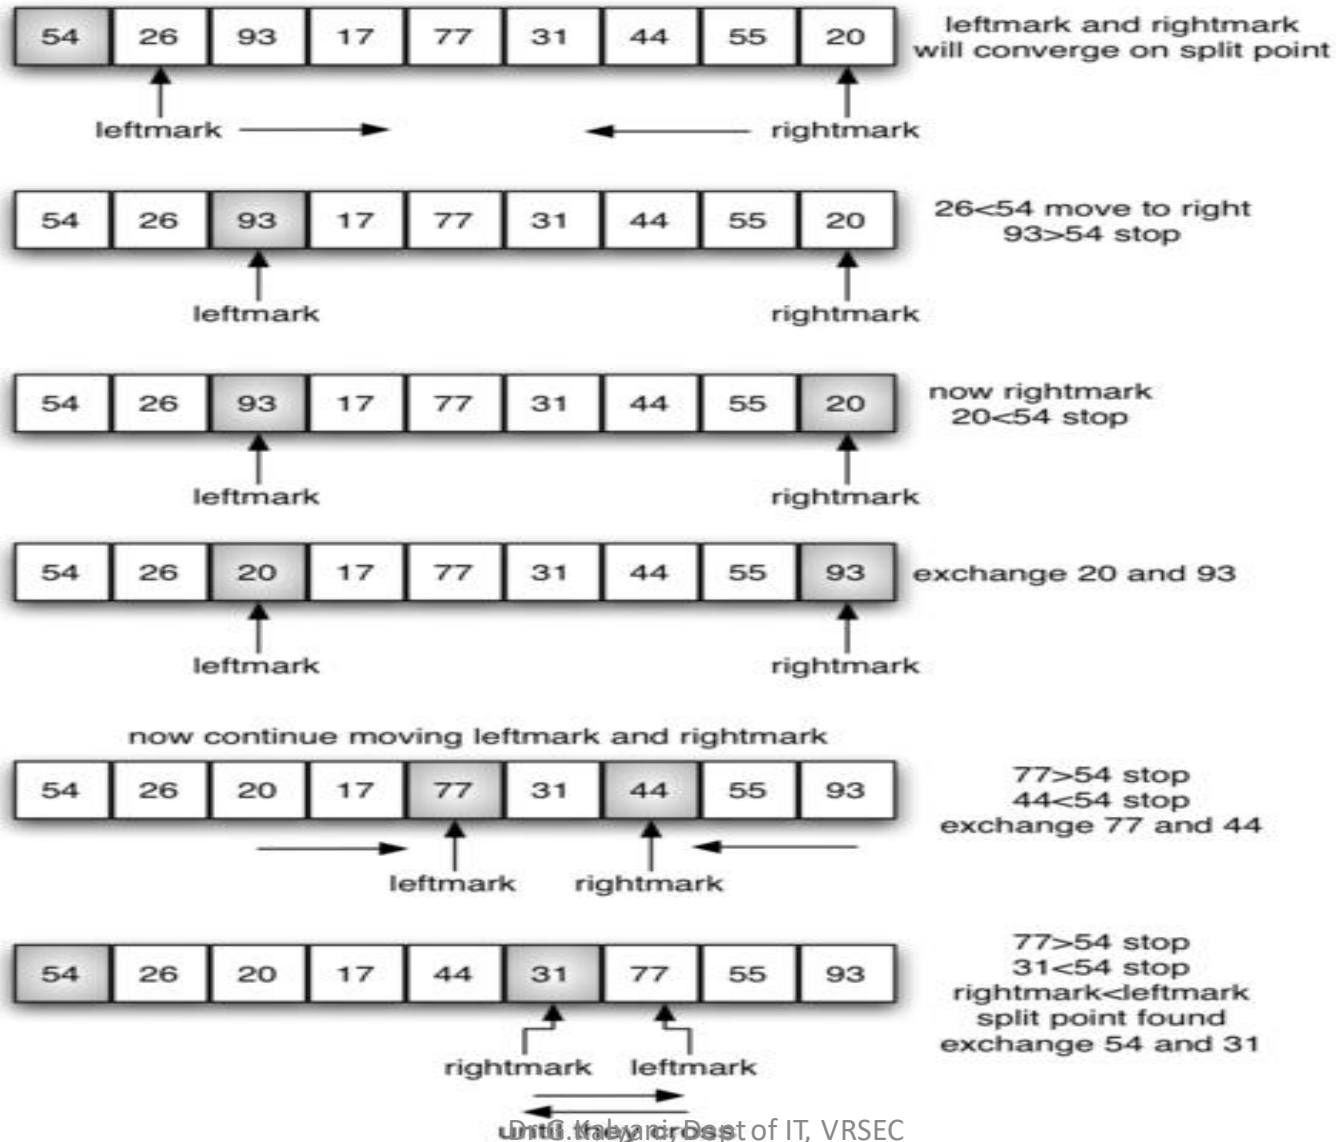 54 26 93 17 77 31 44 55 20
leftmark and rightmark
will converge on split point
leftmark rightmark
54 26 93 17 77 31 44 55 20
26<54 move to right
93>54 stop
leftmark rightmark
54 26 93 17 77 31 44 55 20
now rightmark
20<54 stop
leftmark rightmark
54 26 20 17 77 31 44 55 93
exchange 20 and 93
leftmark rightmark
now continue moving leftmark and rightmark
54 26 20 17 77 31 44 55 93
77>54 stop
44<54 stop
exchange 77 and 44
leftmark rightmark
54 26 20 17 44 31 77 55 93
77>54 stop
31<54 stop
rightmark<leftmark
split point found
exchange 54 and 31
rightmark leftmark
until they cross
Dr G. Kalyani, Dept of IT, VRSEC